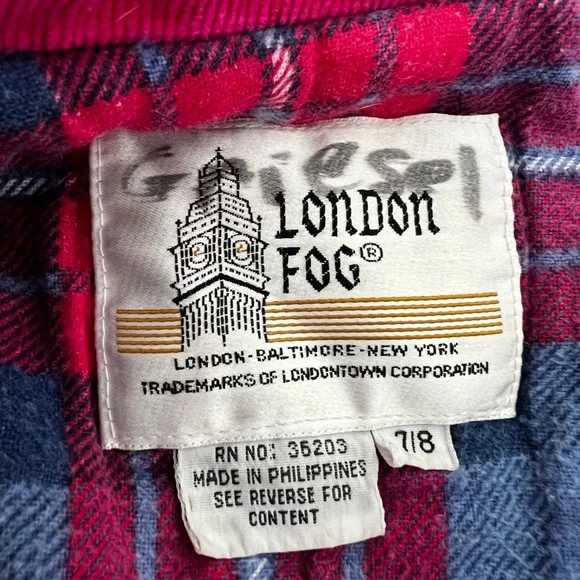 Griesel
LONDON
FOG®
LONDON-BALTIMORE-NEW YORK
TRADEMARKS OF LONDONTOWN CORPORATION
7/8
RN NO: 35203
MADE IN PHILIPPINES
SEE REVERSE FOR
CONTENT